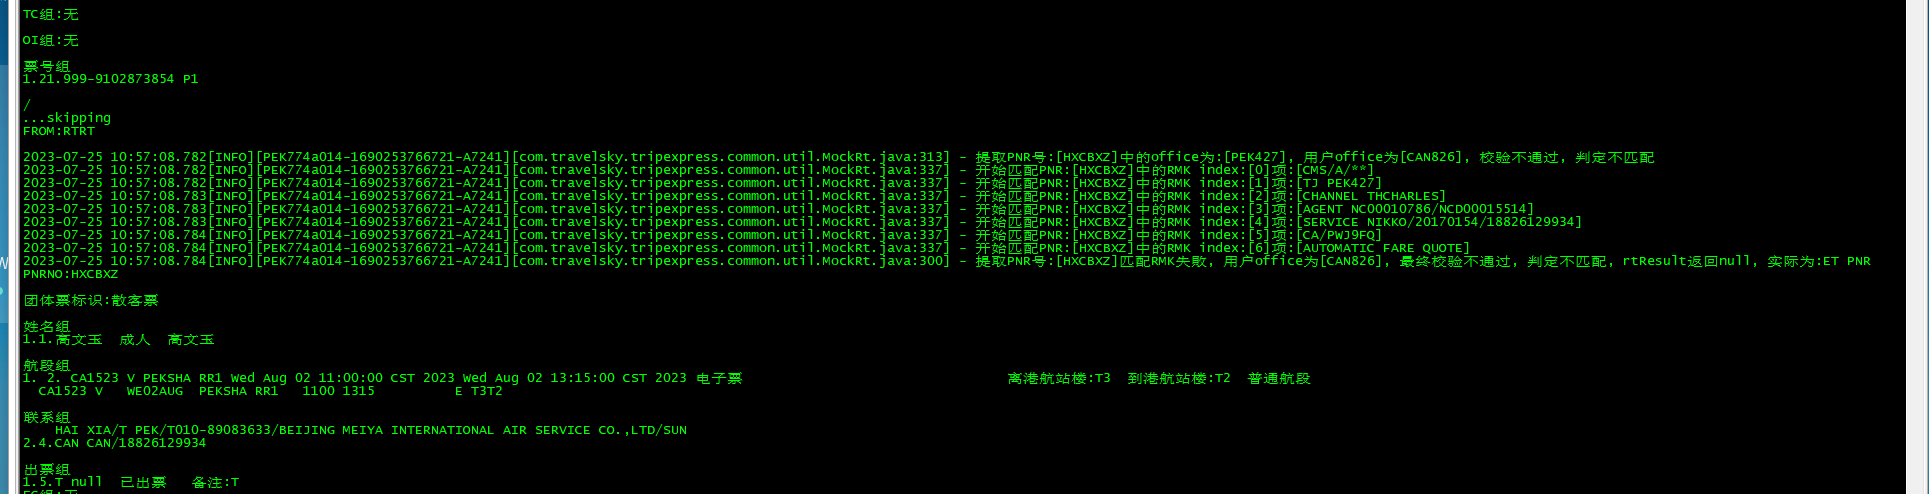 TC组:无
OI组:无
票号组
1.21.999-9102873854 P1
/
...skipping
FROM:RTRT
2023-07-25 10:57:08.782[INFO][PEK774a014-1690253766721-A7241][com.travelsky.tripexpress.common.util.MockRt.java:313] - 提取PNR号:[HXCBXZ]中的office为:[PEK427], 用户office为[CAN826], 校验不通过, 判定不匹配
2023-07-25 10:57:08.782[INFO][PEK774a014-1690253766721-A7241][com.travelsky.tripexpress.common.util.MockRt.java:337] - 开始匹配PNR:[HXCBXZ]中的RMK index:[0]项:[CMS/A/**]
2023-07-25 10:57:08.782[INFO][PEK774a014-1690253766721-A7241][com.travelsky.tripexpress.common.util.MockRt.java:337] - 开始匹配PNR:[HXCBXZ]中的RMK index:[1]项:[TJ PEK427]
2023-07-25 10:57:08.783[INFO][PEK774a014-1690253766721-A7241][com.travelsky.tripexpress.common.util.MockRt.java:337] - 开始匹配PNR:[HXCBXZ]中的RMK index:[2]项:[CHANNEL THCHARLES]
2023-07-25 10:57:08.783[INFO][PEK774a014-1690253766721-A7241][com.travelsky.tripexpress.common.util.MockRt.java:337] - 开始匹配PNR:[HXCBXZ]中的RMK index:[3]项:[AGENT NC00010786/NCD00015514]
2023-07-25 10:57:08.783[INFO][PEK774a014-1690253766721-A7241][com.travelsky.tripexpress.common.util.MockRt.java:337] - 开始匹配PNR:[HXCBXZ]中的RMK index:[4]项:[SERVICE NIKKO/20170154/18826129934]
2023-07-25 10:57:08.784[INFO][PEK774a014-1690253766721-A7241][com.travelsky.tripexpress.common.util.MockRt.java:337] - 开始匹配PNR:[HXCBXZ]中的RMK index:[5]项:[CA/PWJ9FQ]
2023-07-25 10:57:08.784[INFO][PEK774a014-1690253766721-A7241][com.travelsky.tripexpress.common.util.MockRt.java:337] - 开始匹配PNR:[HXCBXZ]中的RMK index:[6]项:[AUTOMATIC FARE QUOTE]
2023-07-25 10:57:08.784[INFO][PEK774a014-1690253766721-A7241][com.travelsky.tripexpress.common.util.MockRt.java:300] - 提取PNR号:[HXCBXZ]匹配RMK失败, 用户office为[CAN826], 最终校验不通过, 判定不匹配, rtResult返回null, 实际为:ET PNR
PNRNO:HXCBXZ
团体票标识:散客票
姓名组
1.1.高文玉 成人 高文玉
航段组
1. 2. CA1523 V PEKSHA RR1 Wed Aug 02 11:00:00 CST 2023 Wed Aug 02 13:15:00 CST 2023 电子票 离港航站楼:T3 到港航站楼:T2 普通航段
CA1523 V WE02AUG PEKSHA RR1 1100 1315 E T3T2
联系组
HAI XIA/T PEK/T010-89083633/BEIJING MEIYA INTERNATIONAL AIR SERVICE CO.,LTD/SUN
2.4.CAN CAN/18826129934
出票组
1.5.T null 已出票 备注:T